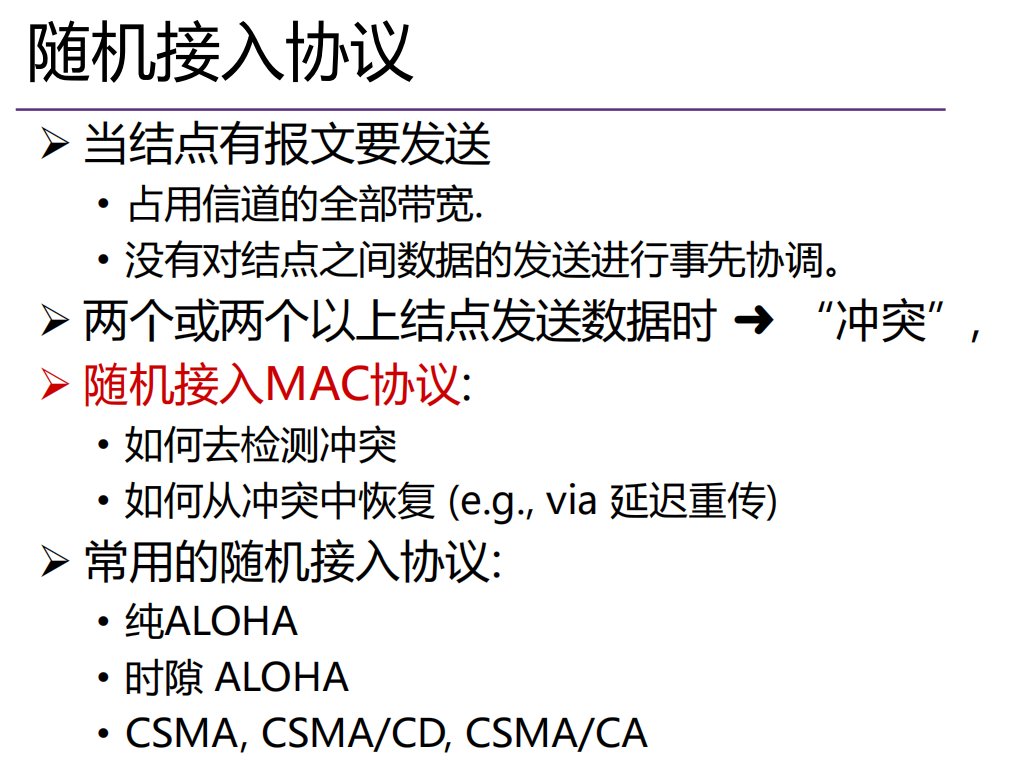 随机接入协议
➢ 当结点有报文要发送
• 占用信道的全部带宽.
• 没有对结点之间数据的发送进行事先协调。
➢ 两个或两个以上结点发送数据时 ➜ “冲突”,
➢ 随机接入MAC协议:
• 如何去检测冲突
• 如何从冲突中恢复 (e.g., via 延迟重传)
➢ 常用的随机接入协议:
• 纯ALOHA
• 时隙 ALOHA
• CSMA, CSMA/CD, CSMA/CA